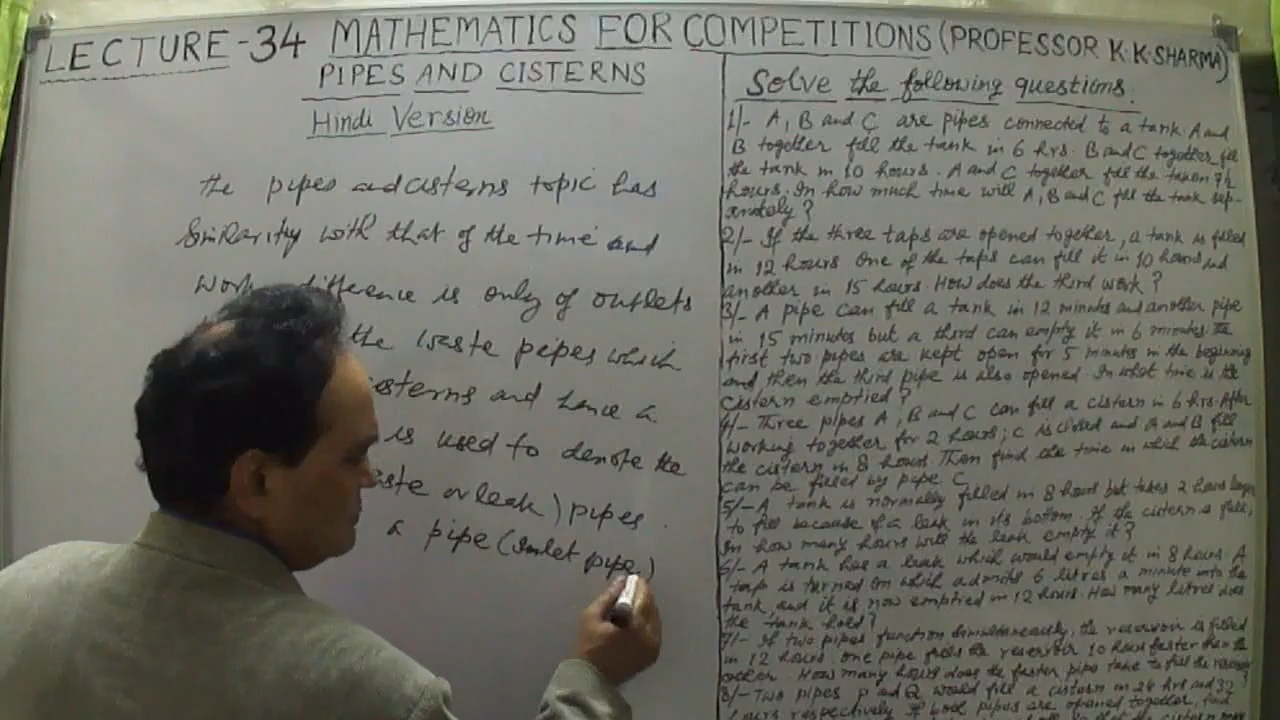 LECTURE-34 MATHEMATICS FOR COMPETITIONS (PROFESSOR K.K.SHARMA)
PIPES AND CISTERNS
Hindi Version
the pipes and cisterns topic has
Similarity with that of the time and
work difference is only of outlets
the waste pipes which
isterns and hence a
is used to denote the
aste or leak) pipes.
a pipe (Inlet pipe)
Solve the following questions.
1/- A, B and C are pipes connected to a tank. A and
B together fill the tank in 6 hrs. B and C together fill
the tank in 10 hours. A and C together fill the
hours. In how much time will A, B and C fill the tank sep-
arately?
2/- If the three taps are opened together, a tank is filled
in 12 hours one of the taps can fill it in 10 hours and
another in 15 hours. How does the third work?
3/- A pipe can fill a tank in 12 minutes and another pipe
in 15 minutes but a third can empty it in 6 minutes. The
first two pipes are kept open for 5 minutes in the beginning
and then the third pipe is also opened. In what time is the
cistern emptied?
4/- Three pipes A, B and C can fill a cistern in 6 hrs. After
working together for 2 hours; C is closed and A and B fill
the cistern in 8 hours. Then find the time in which the cistern
can be filled by pipe C
5/- A tank is normally filled in 8 hours but takes 2 hours longer
to fill because of a leak in its bottom. If the cistern is full,
In how many hours will the leak empty it?
6/- A tank has a leak which would empty it in 8 hours. A
tap is turned on which admits 6 litres a minute into the
tank, and it is now emptied in 12 hours. How many litres does
the tank hold?
7/- If two pipes function simultaneously, the reservoir is filled
in 12 hours. one pipe fills the reservoir 10 hours faster than the
other. How many hours does the faster pipe take to fill the
8/- Two pipes P and Q would fill a cistern in 24 hrs and 32
hours respectively. If both pipes are opened together, find